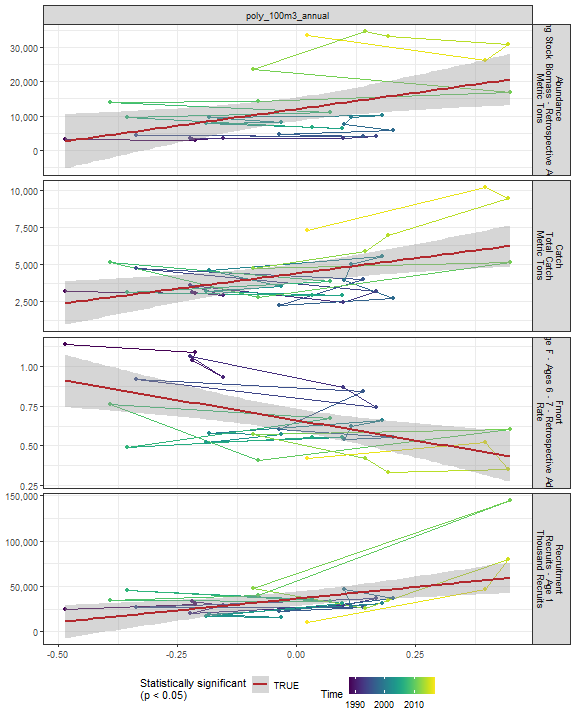 poly_100m3_annual
30,000
20,000
10,000
0
Abundance
Stock Biomass - Retrospective
Metric Tons
10,000
7,500
5,000
2,500
Catch
Total Catch
Metric Tons
1.00
0.75
0.50
0.25
Fmort
F - Ages 6 - 7 - Retrospective
Rate
150,000
100,000
50,000
0
Recruitment
Recruits - Age 1
Thousand Recruits
-0.50
-0.25
0.00
0.25
Statistically significant
(p < 0.05)
TRUE
Time
1990
2000
2010